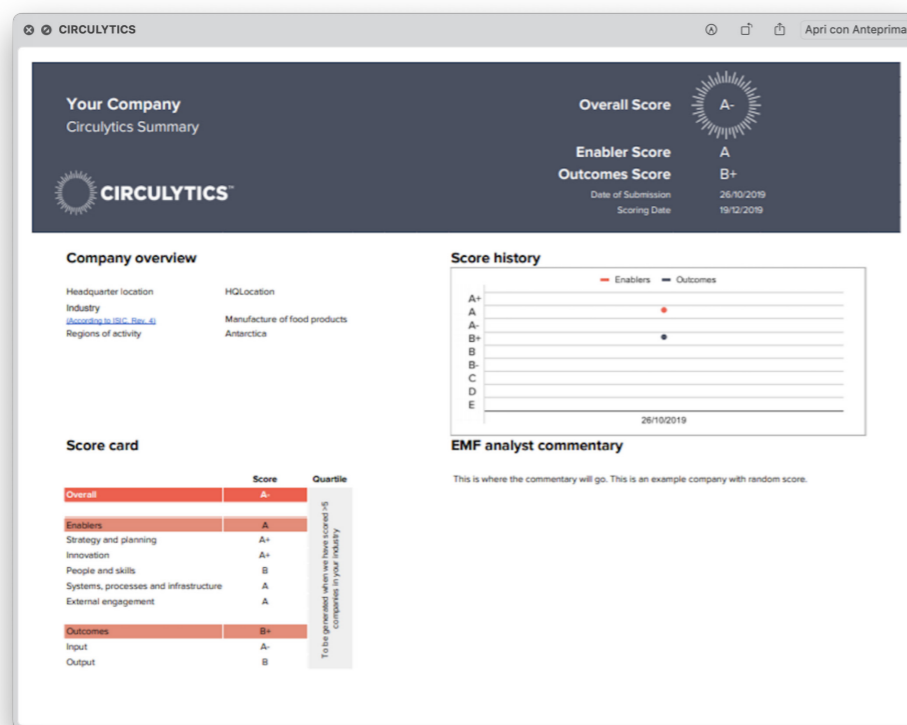 CIRCULYTICS
Apri con Anteprima
Your Company
Circulytics Summary
CIRCULYTICS™
Overall Score A-
Enabler Score A
Outcomes Score B+
Date of Submission 26/10/2019
Scoring Date 19/12/2019
Company overview
Headquarter location HQLocation
Industry
(According to ISIC, Rev. 4) Manufacture of food products
Regions of activity Antarctica
Score history
Enablers Outcomes
A+
A
A-
B+
B
B-
C
D
E
26/10/2019
Score card
Score Quartile
Overall A-
Enablers A
Strategy and planning A+
Innovation A+
People and skills B
Systems, processes and infrastructure A
External engagement A
Outcomes B+
Input A-
Output B
To be generated when we have scored >5
companies in your industry
EMF analyst commentary
This is where the commentary will go. This is an example company with random score.